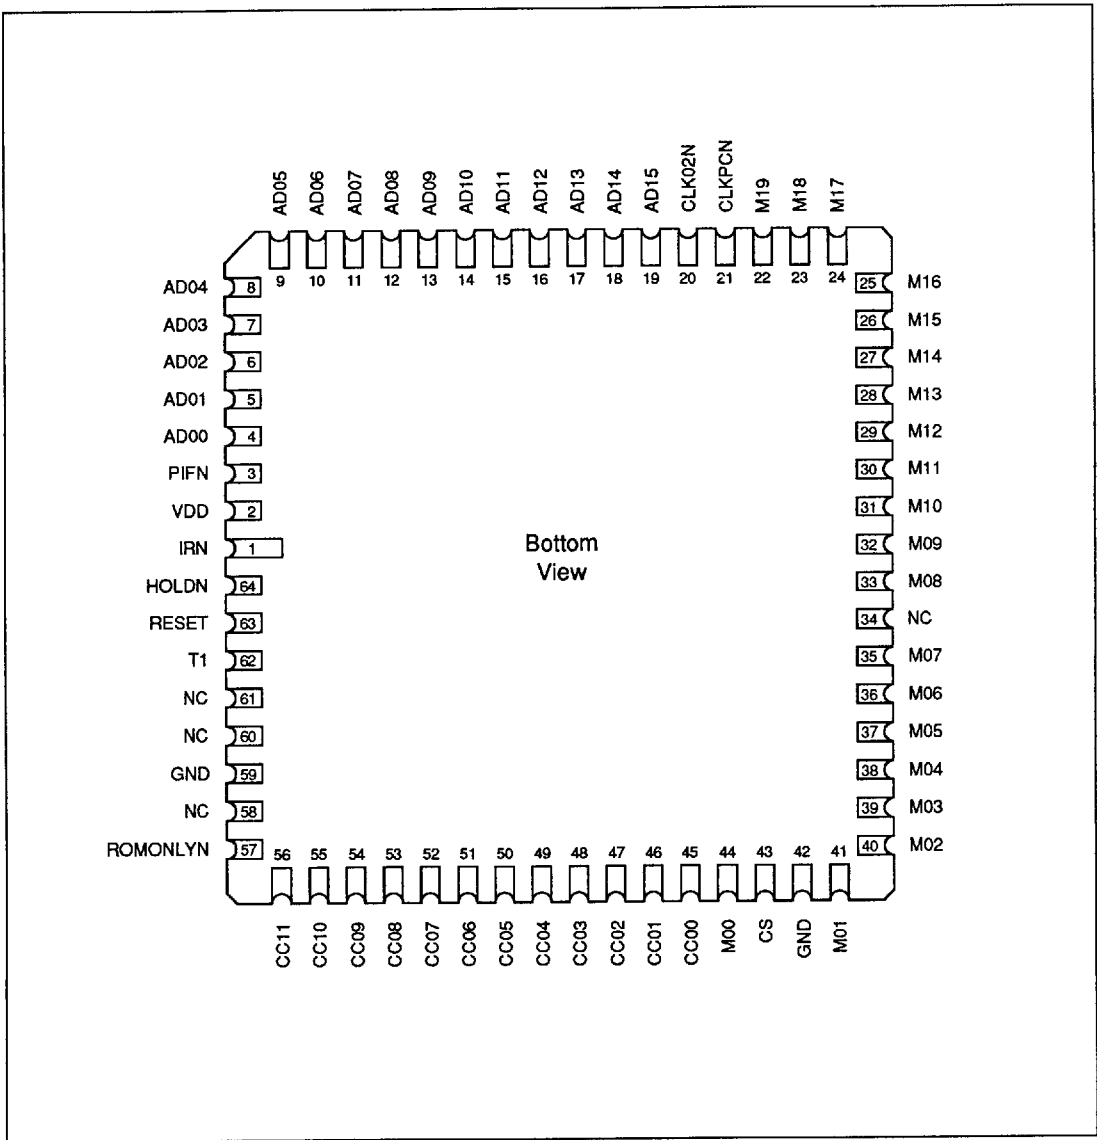 AD05 AD06 AD07 AD08 AD09 AD10 AD11 AD12 AD13 AD14 AD15 CLK02N CLKPCN M19 M18 M17
9 10 11 12 13 14 15 16 17 18 19 20 21 22 23 24
AD04 8 25 M16
AD03 7 26 M15
AD02 6 27 M14
AD01 5 28 M13
AD00 4 29 M12
PIFN 3 30 M11
VDD 2 31 M10
IRN 1 32 M09
Bottom
View
HOLDN 64 33 M08
RESET 63 34 NC
T1 62 35 M07
NC 61 36 M06
NC 60 37 M05
GND 59 38 M04
NC 58 39 M03
ROMONLYN 57 40 M02
56 55 54 53 52 51 50 49 48 47 46 45 44 43 42 41
CC11 CC10 CC09 CC08 CC07 CC06 CC05 CC04 CC03 CC02 CC01 CC00 M00 CS GND M01